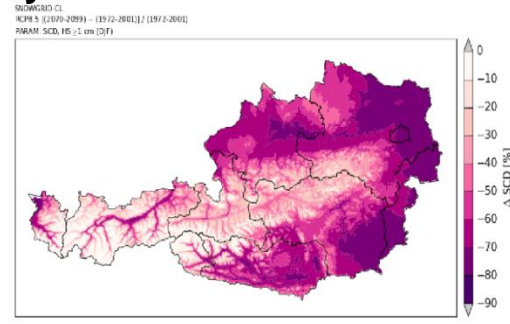 SNOWGRID-CL
RCP8.5 [(2070-2099) − (1972-2001)] / (1972-2001)
PARAM: SCD, HS ≥1 cm (DJF)
0
−10
−20
−30
−40
−50
−60
−70
−80
−90
Δ SCD [%]